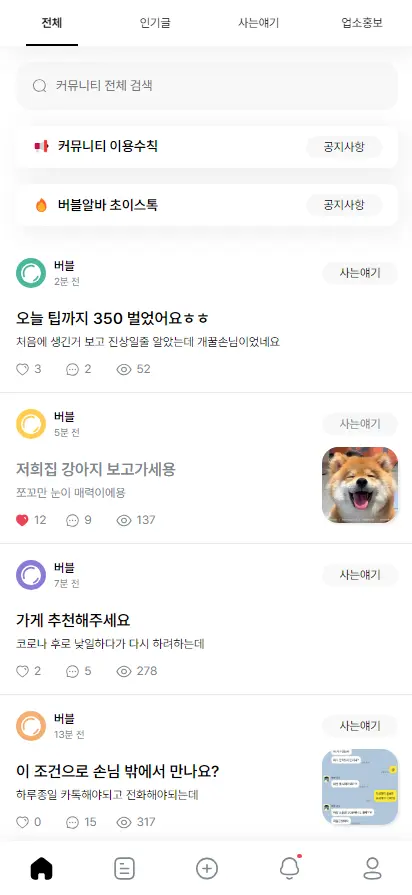 전체 인기글 사는얘기 업소홍보
커뮤니티 전체 검색
커뮤니티 이용수칙 공지사항
버블알바 초이스톡 공지사항
버블 사는얘기
2분 전
오늘 팁까지 350 벌었어요ㅎㅎ
처음에 생긴거 보고 진상일줄 알았는데 개꿀손님이었네요
3 2 52
버블 사는얘기
5분 전
저희집 강아지 보고가세용
쪼꼬만 눈이 매력이에용
12 9 137
버블 사는얘기
7분 전
가게 추천해주세요
코로나 후로 낮일하다가 다시 하려하는데
2 5 278
버블 사는얘기
13분 전
이 조건으로 손님 밖에서 만나요?
하루종일 카톡해야되고 전화해야되는데
0 15 317